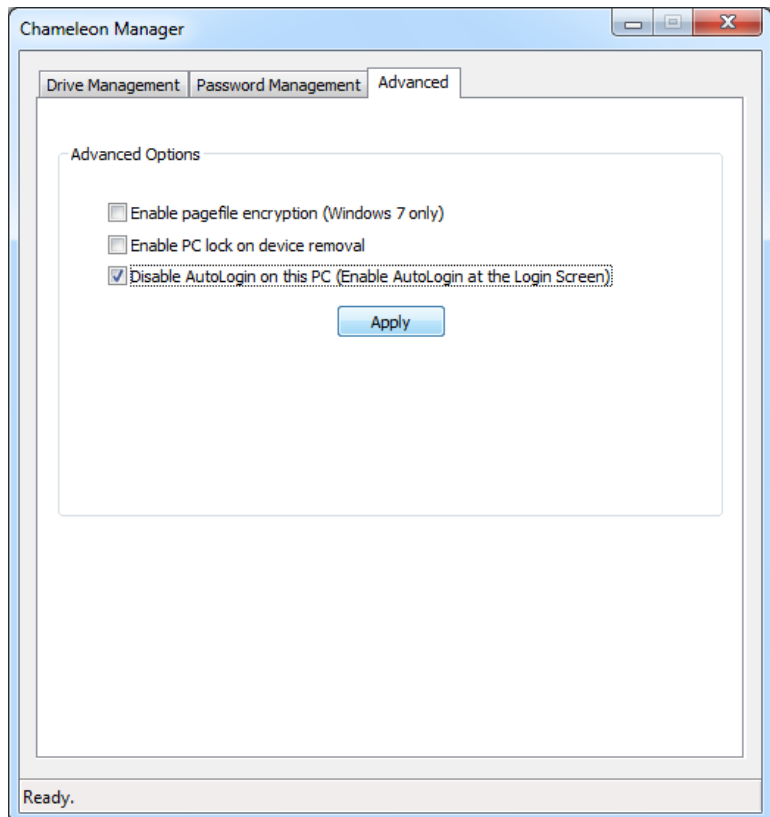 Chameleon Manager
Drive Management Password Management Advanced
Advanced Options
Enable pagefile encryption (Windows 7 only)
Enable PC lock on device removal
Disable AutoLogin on this PC (Enable AutoLogin at the Login Screen)
Apply
Ready.